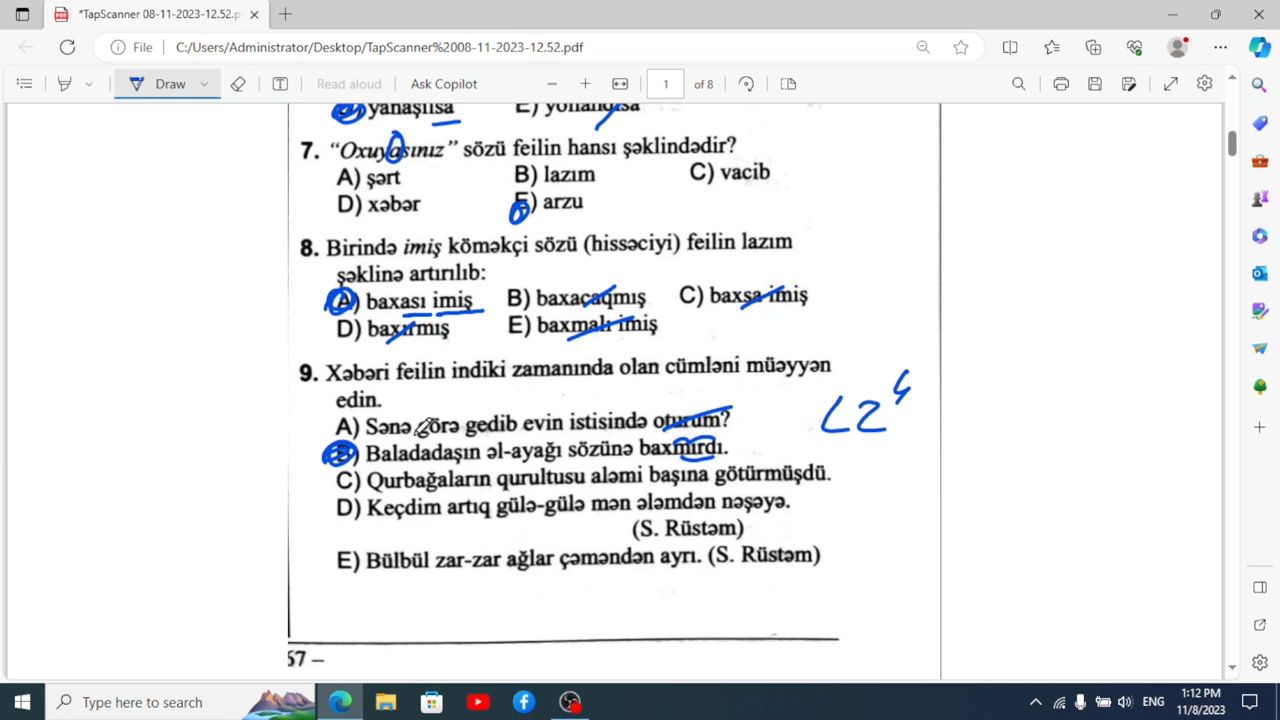 *TapScanner 08-11-2023-12.52.p
File C:/Users/Administrator/Desktop/TapScanner%2008-11-2023-12.52.pdf
Draw Read aloud Ask Copilot 1 of 8
yanaşılsa E) yollanqısa
7. “Oxuyasınız” sözü feilin hansı şəklindədir?
A) şərt B) lazım C) vacib
D) xəbər E) arzu
8. Birində imiş köməkçi sözü (hissəciyi) feilin lazım
şəklinə artırılıb:
A) baxası imiş B) baxacaqmış C) baxsa imiş
D) baxırmış E) baxmalı imiş
9. Xəbəri feilin indiki zamanında olan cümləni müəyyən
edin.
A) Sənə görə gedib evin istisində oturum?
B) Baladadaşın əl-ayağı sözünə baxmırdı.
C) Qurbağaların qurultusu aləmi başına götürmüşdü.
D) Keçdim artıq gülə-gülə mən ələmdən nəşəyə.
(S. Rüstəm)
E) Bülbül zar-zar ağlar çəməndən ayrı. (S. Rüstəm)
67 –
Type here to search
ENG
1:12 PM
11/8/2023